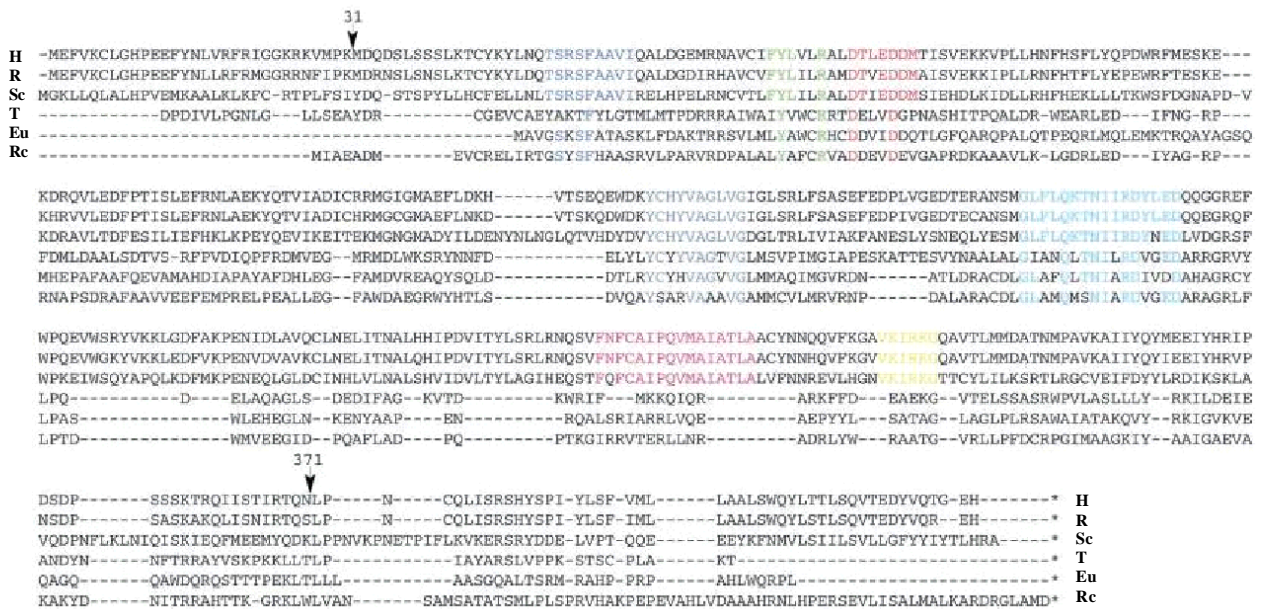 31
H -MEFVKCLGHPEEFYNLVRFRIGGKRKVMPKMDQDSLSSSLKTCYKYLNQTSRSFAAVIQALDGEMRNAVCIFYLVLRALDTLEDDMTISVEKKVPLLHNFHSFLYQPDWRFMESKE---
R -MEFVKCLGHPEEFYNLLRFRMGGRRNFIPKMDRNSLSNSLKTCYKYLNQTSRSFAAVIQALDGDIRHAVCVFYLILRAMDTVEDDMAISVEKKIPLLRNFHTFLYEPEWRFTESKE---
Sc MGKLLQLALHPVEMKAALKLKFC-RTPLFSIYDQ-STSPYLLHCFELLNLTSRSFAAVIRELHPELRNCVTLFYLILRALDTIEDDMSIEHDLKIDLLRHFHEKLLLTKWSFDGNAPD-V
T -----DPDIVLPGNLG---LLSEAYDR---------CGEVCAEYAKTFYLGTMLMTPDRRRAIWAIYVWCRRTDELVDGPNASHITPQALDR-WEARLED----IFNG-RP---
Eu -----------------------------------------------MAVGSKSFATASKLFDAKTRRSVLMLYAWCRHCDDVIDDQTLGFQARQPALQTPEQRLMQLEMKTRQAYAGSQ
Rc ---------------------------MIAEADM-------EVCRELIRTGSYSFHAASRVLPARVRDPALALYAFCRVADDEVDEVGAPRDKAAAVLK-LGDRLED----IYAG-RP---
KDRQVLEDFPTISLEFRNLAEKYQTVIADICRRMGIGMAEFLDKH------VTSEQEWDKYCHYVAGLVGIGLSRLFSASEFEDPLVGEDTERANSMGLFLQKTNIIRDYLEDQQGGREF
KHRVVLEDFPTISLEFRNLAEKYQTVIADICHRMGCGMAEFLNKD------VTSKQDWDKYCHYVAGLVGIGLSRLFSASEFEDPIVGEDTECANSMGLFLQKTNIIRDYLEDQQEGRQF
KDRAVLTDFESILIEFHKLKPEYQEVIKEITEKMGNGMADYILDENYNLNGLQTVHDYDVYCHYVAGLVGDGLTRLIVIAKFANESLYSNEQLYESMGLFLQKTNIIRDYNEDLVDGRSF
FDMLDAALSDTVS-RFPVDIQPFRDMVEG--MRMDLWKSRYNNFD------------ELYLYCYYVAGTVGLMSVPIMGIAPESKATTESVYNAALALGIANQLTNILRDVGEDARRGRVY
MHEPAFAAFQEVAMAHDIAPAYAFDHLEG--FAMDVREAQYSQLD------------DTLRYCYHVAGVVGLMMAQIMGVRDN------ATLDRACDLGLAFQLTNIARDIVDDAHAGRCY
RNAPSDRAFAAVVEEFEMPRELPEALLEG--FAWDAEGRWYHTLS------------DVQAYSARVAAAVGAMMCVLMRVRNP------DALARACDLGLAMQMSNIARDVGEDARAGRLF
WPQEVWSRYVKKLGDFAKPENIDLAVQCLNELITNALHHIPDVITYLSRLRNQSVFNFCAIPQVMAIATLAACYNNQQVFKGAVKIRKGQAVTLMMDATNMPAVKAIIYQYMEEIYHRIP
WPQEVWGKYVKKLEDFVKPENVDVAVKCLNELITNALQHIPDVITYLSRLRNQSVFNFCAIPQVMAIATLAACYNNHQVFKGVVKIRKGQAVTLMMDATNMPAVKAIIYQYIEEIYHRVP
WPKEIWSQYAPQLKDFMKPENEQLGLDCINHLVLNALSHVIDVLTYLAGIHEQSTFQFCAIPQVMAIATLALVFNNREVLHGNVKIRKGTTCYLILKSRTLRGCVEIFDYYLRDIKSKLA
LPQ-----------D---ELAQAGLS--DEDIFAG-KVTD-------KWRIF---MKKQIQR---------ARKFFD----EAEKG--VTELSSASRWPVLASLLLY--RKILDEIE
LPAS---------------WLEHEGLN--KENYAAP---EN----------RQALSRIARRLVQE---------AEPYYL----SATAG---LAGLPLRSAWAIATAKQVY--RKIGVKVE
LPTD---------------WMVEEGID--PQAFLAD---PQ----------PTKGIRRVTERLLNR---------ADRLYW----RAATG--VRLLPFDCRPGIMAAGKIY--AAIGAEVA
371
DSDP-------SSSKTRQIISTIRTQNLP-----N-----CQLISRSHYSPI-YLSF-VML------LAALSWQYLTTLSQVTEDYVQTG-EH-------* H
NSDP-------SASKAKQLISNIRTQSLP-----N-----CQLISRSHYSPI-YLSF-IML------LAALSWQYLSTLSQVTEDYVQR--EH-------* R
VQDPNFLKLNIQISKIEQFMEEMYQDKLPPNVKPNETPIFLKVKERSRYDDE-LVPT-QQE------EEYKFNMVLSIILSVLLGFYYIYTLHRA-----* Sc
ANDYN------NFTRRAYVSKPKKLLTLP-----------IAYARSLVPPK-STSC-PLA------KT--------------------------------* T
QAGQ-------QAWDQRQSTTTPEKLTLLL-----------AASGQALTSRM-RAHP-PRP-----AHLWQRPL--------------------------* Eu
KAKYD------NITRRAHTTK-GRKLWLVAN------SAMSATATSMLPLSPRVHAKPEPEVAHLVDAAAHRNLHPERSEVLISALMALKARDRGLAMD* Rc